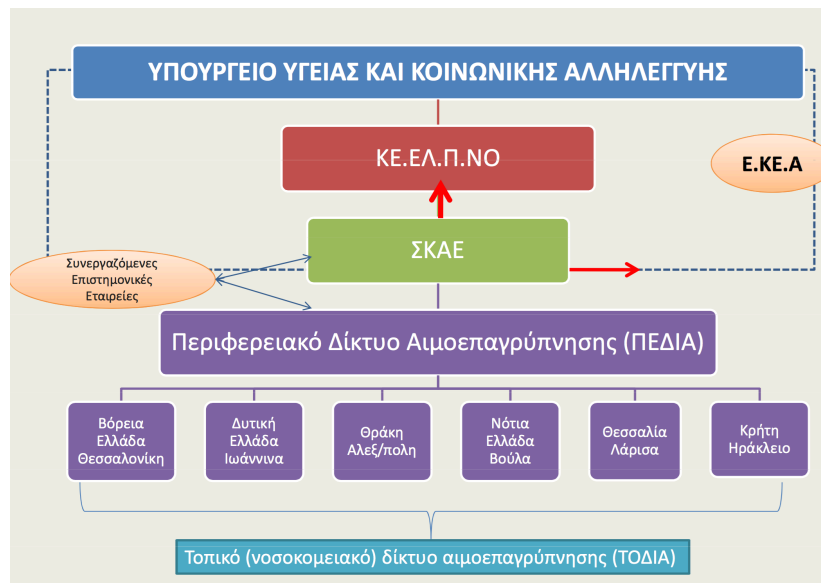 ΥΠΟΥΡΓΕΙΟ ΥΓΕΙΑΣ ΚΑΙ ΚΟΙΝΩΝΙΚΗΣ ΑΛΛΗΛΕΓΓΥΗΣ
ΚΕ.ΕΛ.Π.ΝΟ
Ε.ΚΕ.Α
ΣΚΑΕ
Συνεργαζόμενες
Επιστημονικές
Εταιρείες
Περιφερειακό Δίκτυο Αιμοεπαγρύπνησης (ΠΕΔΙΑ)
Βόρεια
Ελλάδα
Θεσσαλονίκη
Δυτική
Ελλάδα
Ιωάννινα
Θράκη
Αλεξ/πολη
Νότια
Ελλάδα
Βούλα
Θεσσαλία
Λάρισα
Κρήτη
Ηράκλειο
Τοπικό (νοσοκομειακό) δίκτυο αιμοεπαγρύπνησης (ΤΟΔΙΑ)